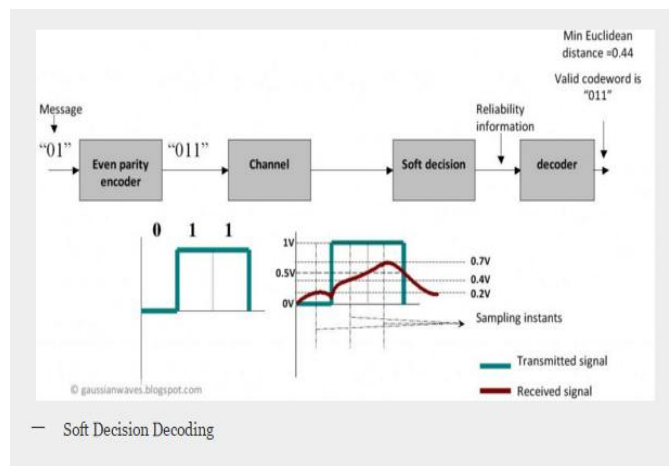 Min Euclidean
distance =0.44
Valid codeword is
"011"
Message
Reliability
information
"01"
Even parity
encoder
"011"
Channel
Soft decision
decoder
0 1 1
1V
0.5V
0V
0.7V
0.4V
0.2V
Sampling instants
Transmitted signal
Received signal
© gaussianwaves.blogspot.com
— Soft Decision Decoding